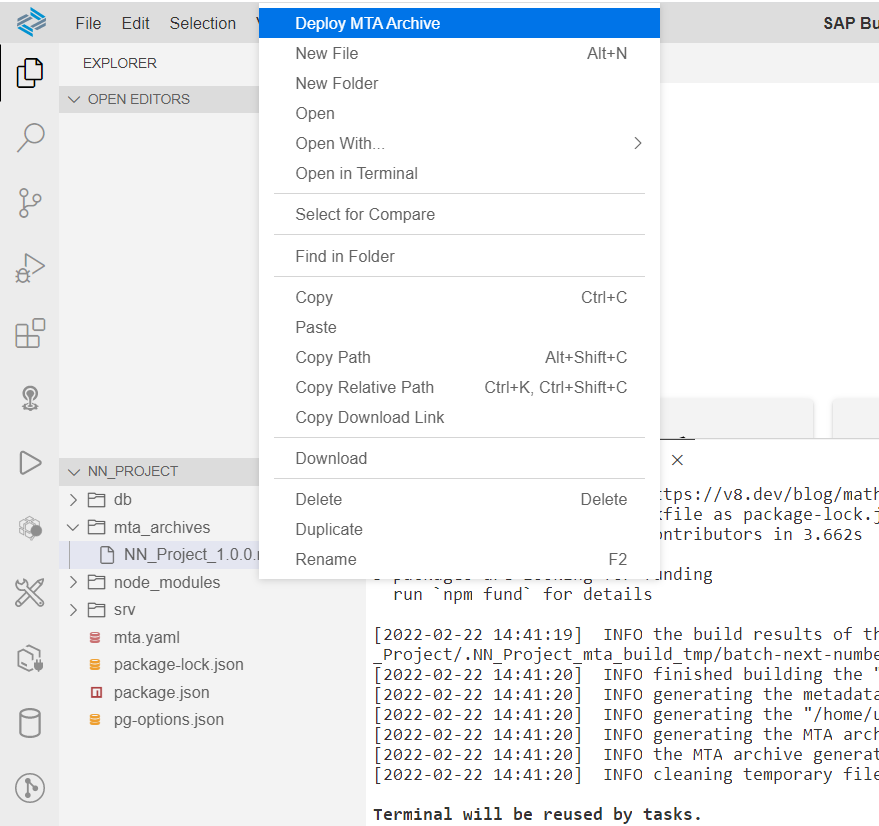 File Edit Selection
SAP Bu
EXPLORER
OPEN EDITORS
Deploy MTA Archive
New File Alt+N
New Folder
Open
Open With...
Open in Terminal
Select for Compare
Find in Folder
Copy Ctrl+C
Paste
Copy Path Alt+Shift+C
Copy Relative Path Ctrl+K, Ctrl+Shift+C
Copy Download Link
Download
Delete Delete
Duplicate
Rename F2
NN_PROJECT
db
mta_archives
NN_Project_1.0.0.
node_modules
srv
mta.yaml
package-lock.json
package.json
pg-options.json
tps://v8.dev/blog/math
kfile as package-lock.j
ontributors in 3.662s
packages are looking for funding
run `npm fund` for details
[2022-02-22 14:41:19] INFO the build results of th
_Project/.NN_Project_mta_build_tmp/batch-next-numbe
[2022-02-22 14:41:20] INFO finished building the "
[2022-02-22 14:41:20] INFO generating the metadata
[2022-02-22 14:41:20] INFO generating the "/home/u
[2022-02-22 14:41:20] INFO generating the MTA arch
[2022-02-22 14:41:20] INFO the MTA archive generat
[2022-02-22 14:41:20] INFO cleaning temporary file
Terminal will be reused by tasks.